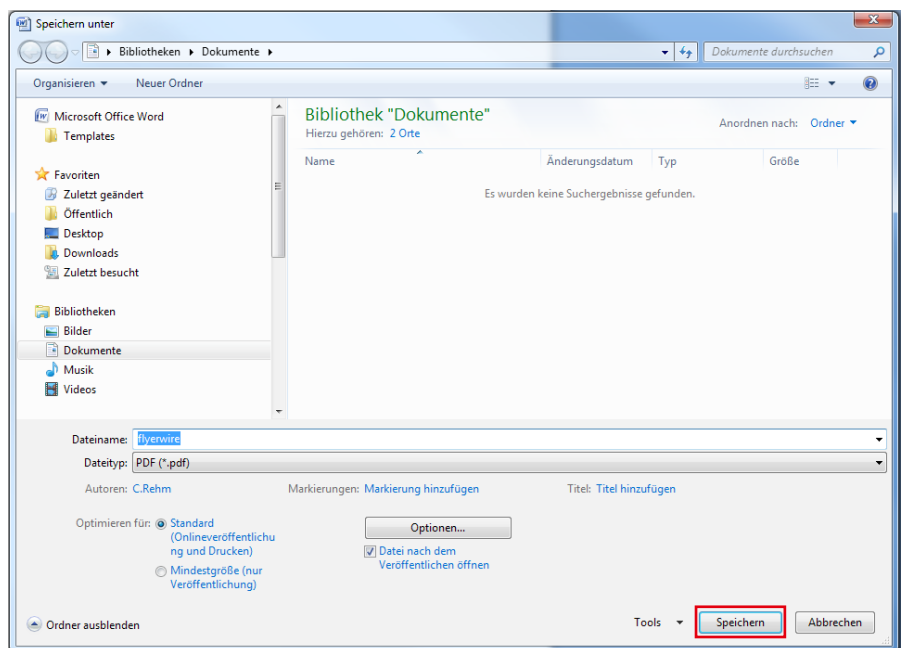 Speichern unter
Bibliotheken Dokumente
Dokumente durchsuchen
Organisieren Neuer Ordner
Microsoft Office Word
Templates
Favoriten
Zuletzt geändert
Öffentlich
Desktop
Downloads
Zuletzt besucht
Bibliotheken
Bilder
Dokumente
Musik
Videos
Bibliothek "Dokumente"
Hierzu gehören: 2 Orte
Anordnen nach: Ordner
Name Änderungsdatum Typ Größe
Es wurden keine Suchergebnisse gefunden.
Dateiname: flyerwire
Dateityp: PDF (*.pdf)
Autoren: C.Rehm Markierungen: Markierung hinzufügen Titel: Titel hinzufügen
Optimieren für: Standard
(Onlineveröffentlichu
ng und Drucken)
Mindestgröße (nur
Veröffentlichung)
Optionen...
Datei nach dem
Veröffentlichen öffnen
Ordner ausblenden
Tools Speichern Abbrechen